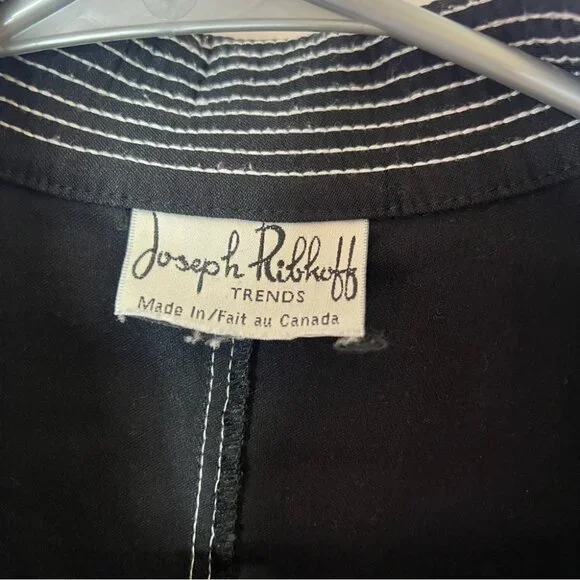 Joseph Ribkoff
TRENDS
Made In/Fait au Canada